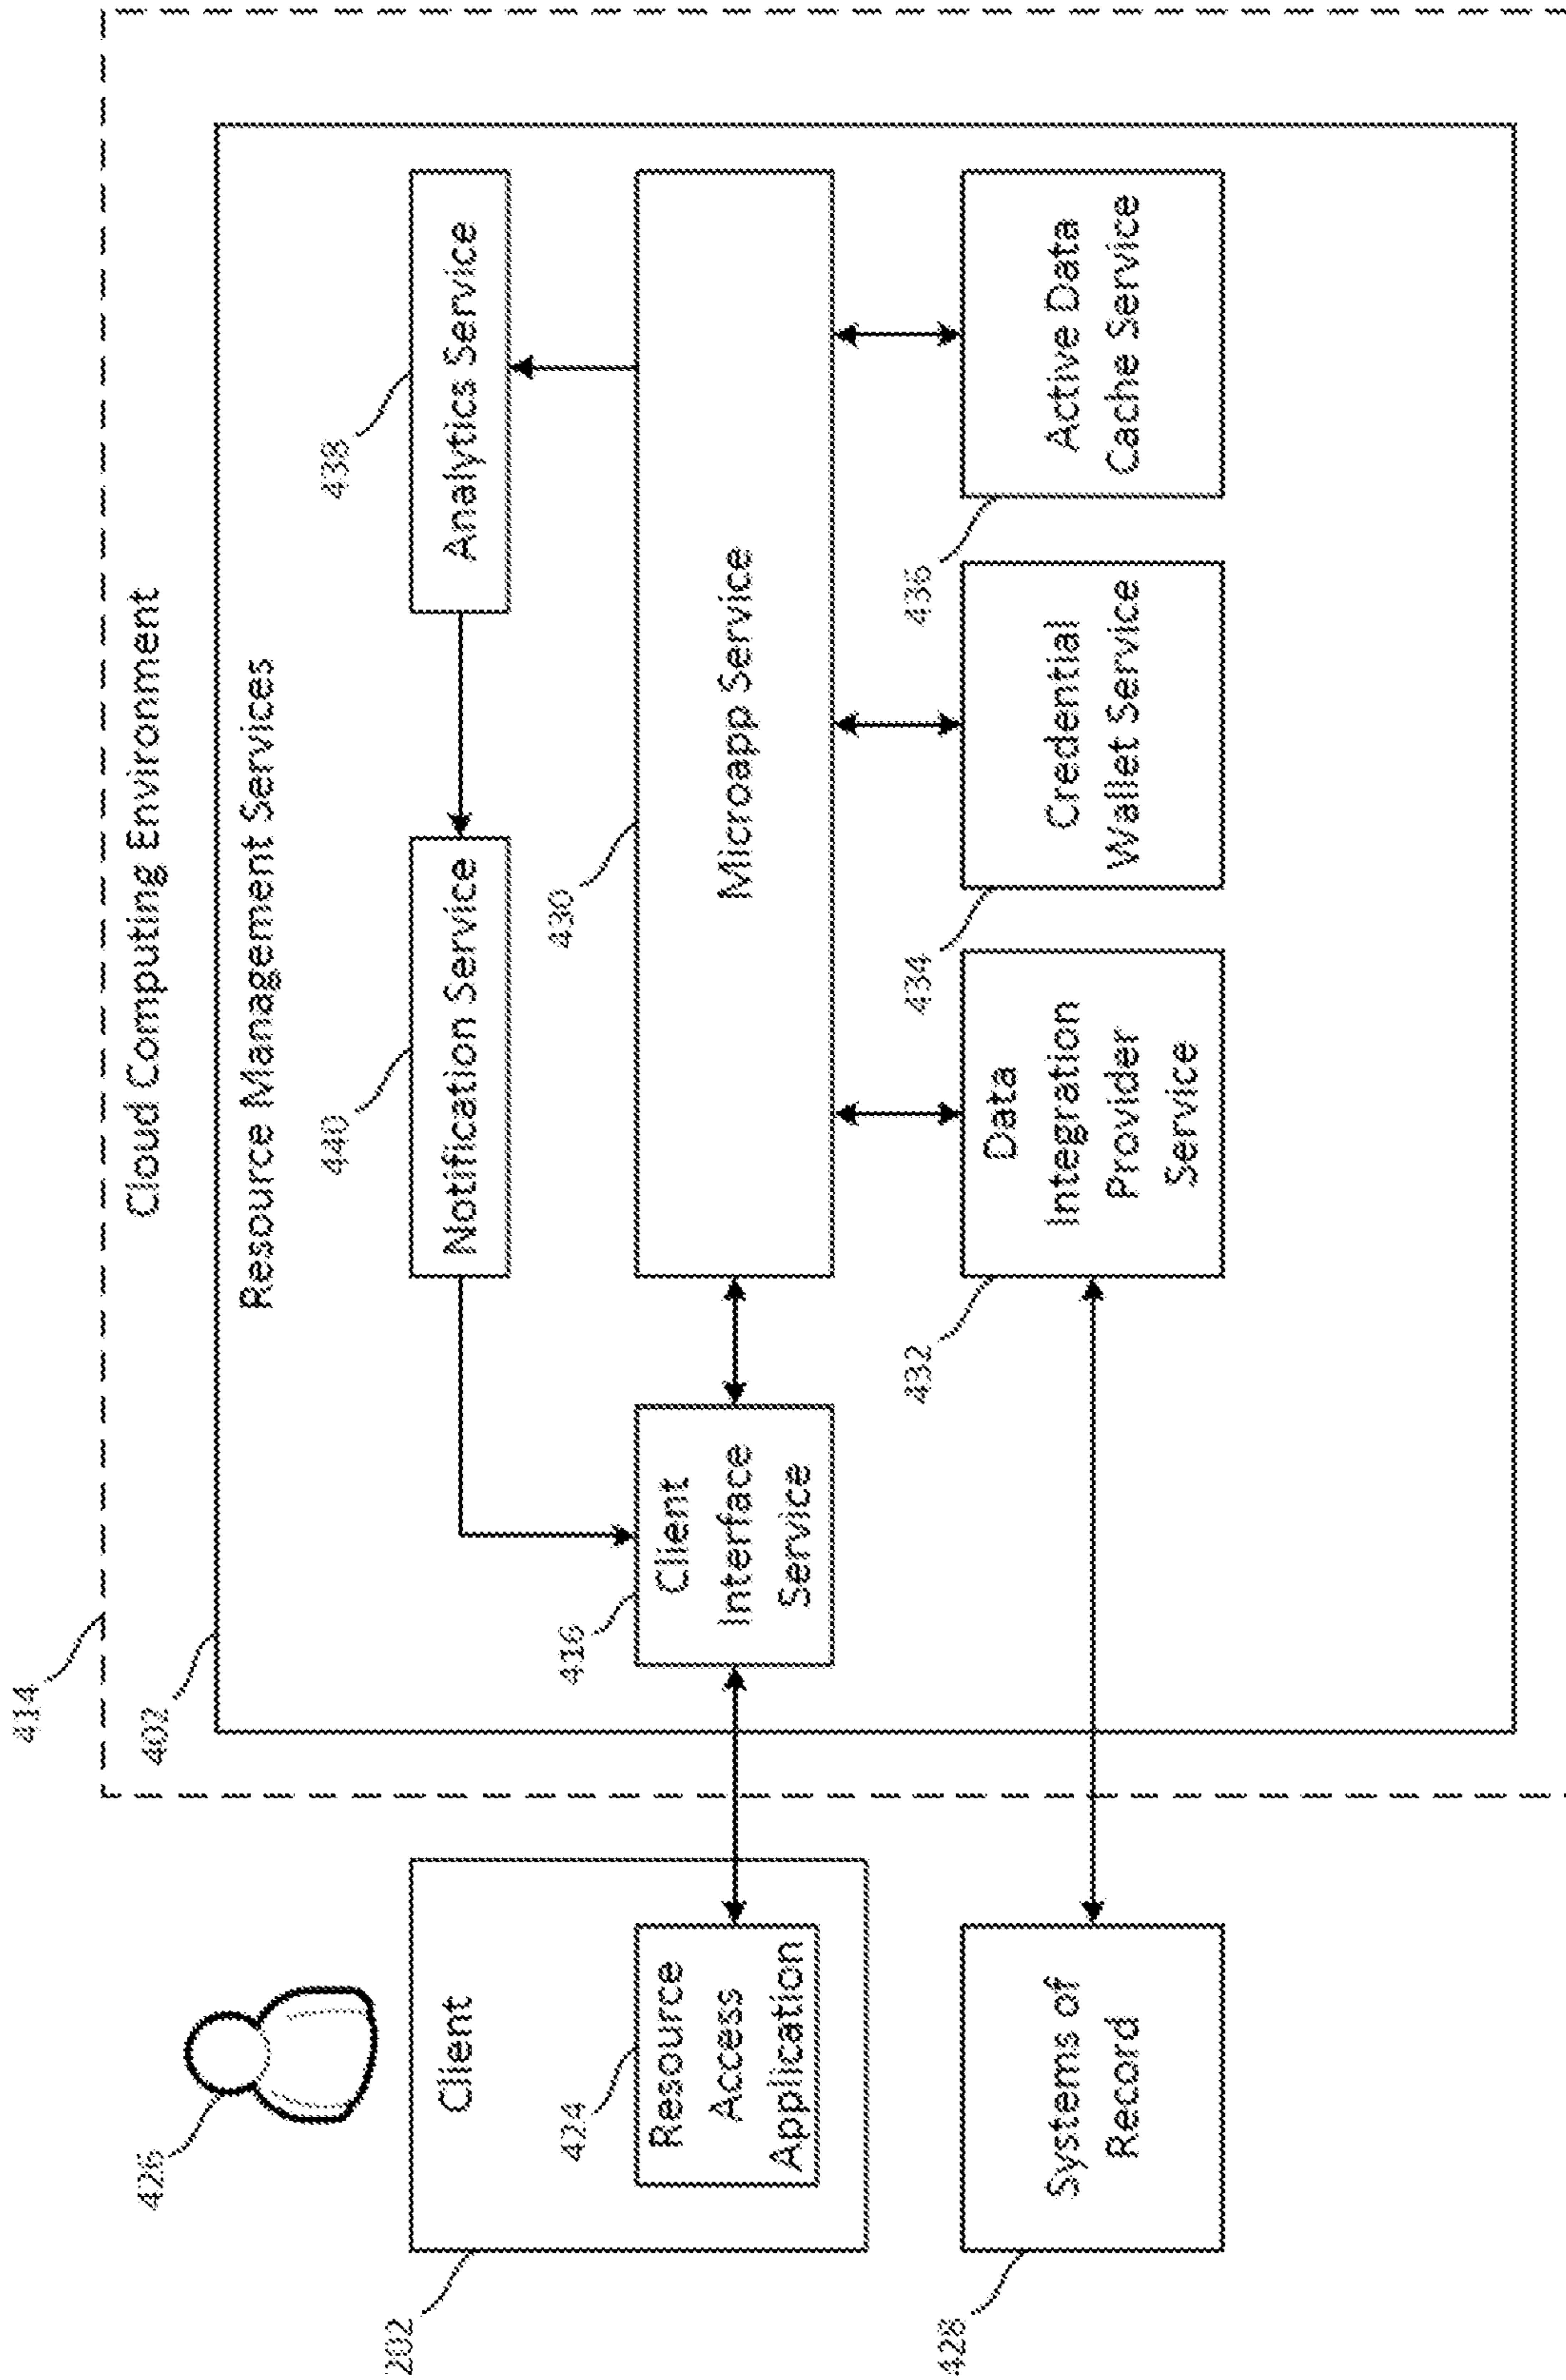 414
Cloud Computing Environment
402
Resource Management Services
426
202
Client
440
Notification Service
438
Analytics Service
424
Resource
Access
Application
416
Client
Interface
Service
430
Microapp Service
428
Systems of
Record
432
Data
Integration
Provider
Service
434
Credential
Wallet Service
436
Active Data
Cache Service